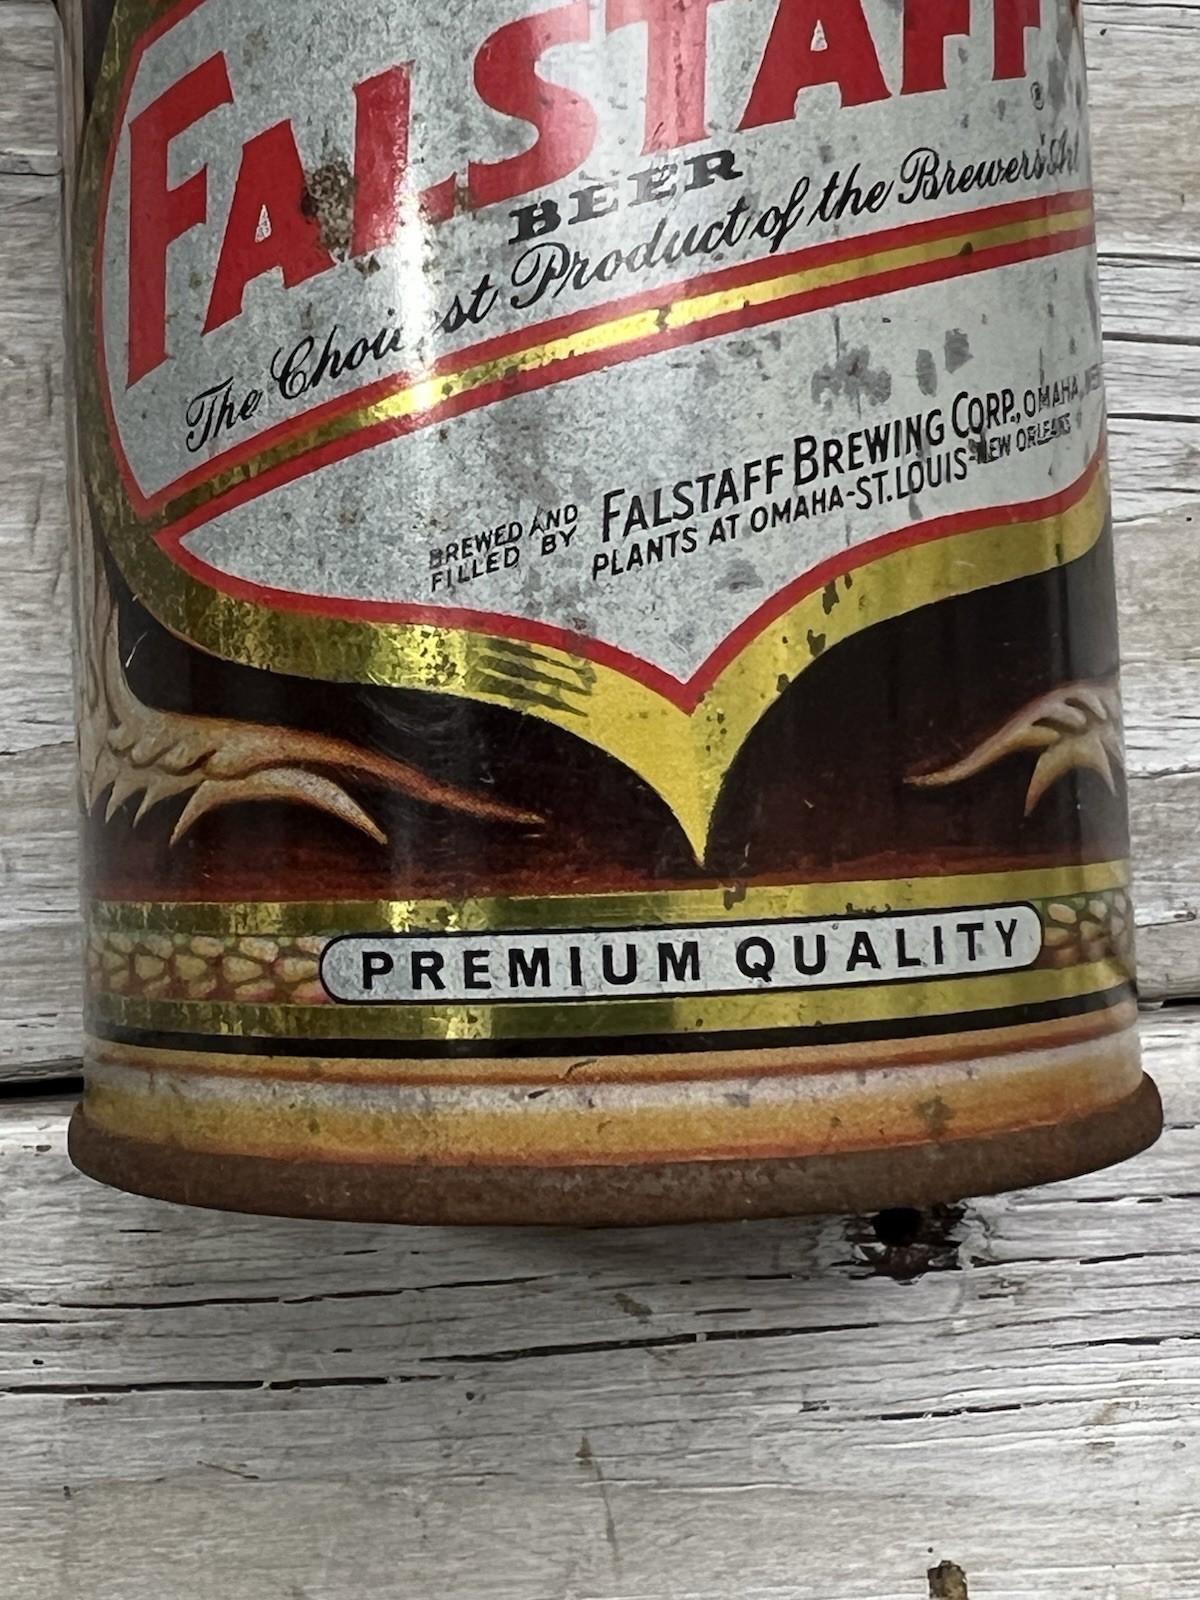 FALSTAFF
®
BEER
The Choicest Product of the Brewers' Art
BREWED AND
FILLED BY
FALSTAFF BREWING CORP., OMAHA,
PLANTS AT OMAHA-ST. LOUIS-NEW ORLEANS
PREMIUM QUALITY